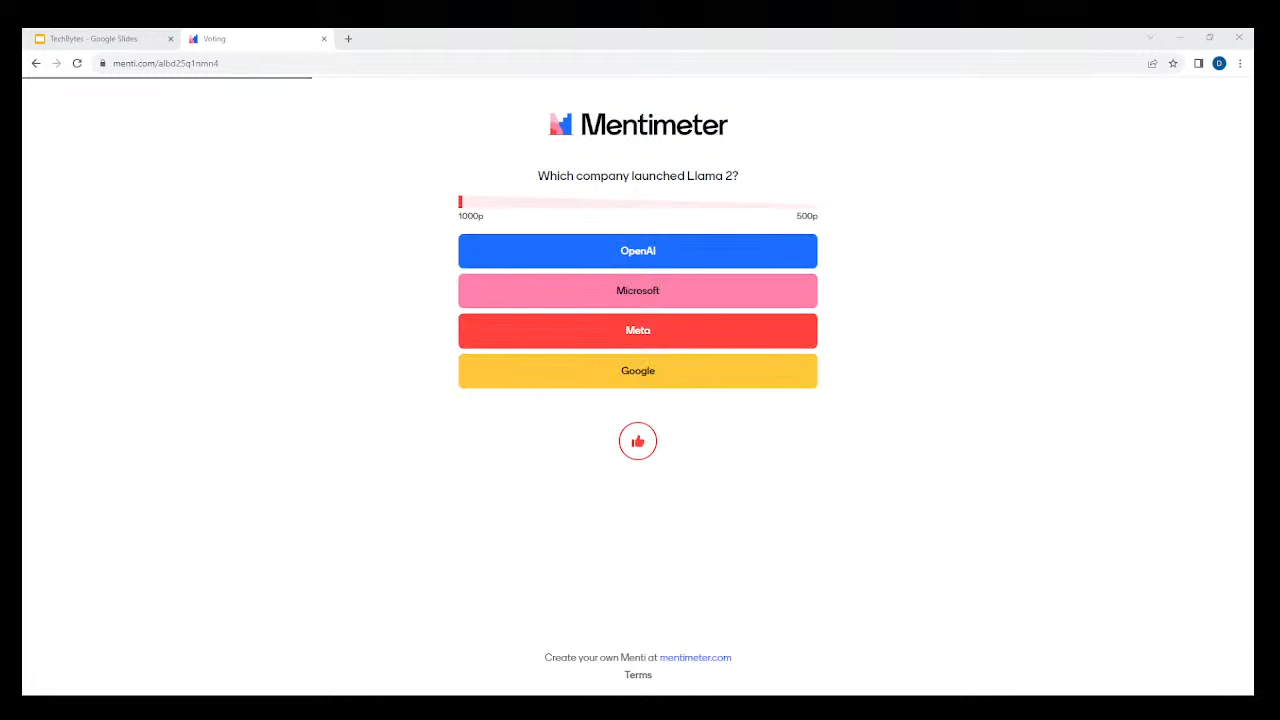 TechBytes - Google Slides
Voting
menti.com/albd25q1nmn4
D
Mentimeter
Which company launched Llama 2?
1000p 500p
OpenAI
Microsoft
Meta
Google
Create your own Menti at mentimeter.com
Terms